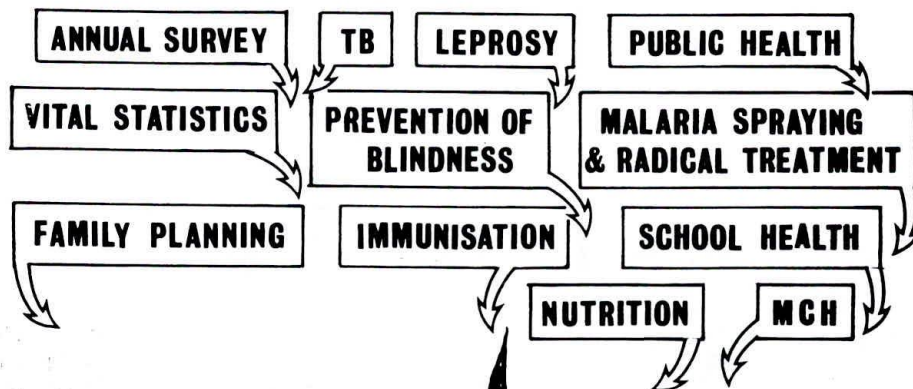 ANNUAL SURVEY
TB
LEPROSY
PUBLIC HEALTH
VITAL STATISTICS
PREVENTION OF
BLINDNESS
MALARIA SPRAYING
& RADICAL TREATMENT
FAMILY PLANNING
IMMUNISATION
SCHOOL HEALTH
NUTRITION
MCH